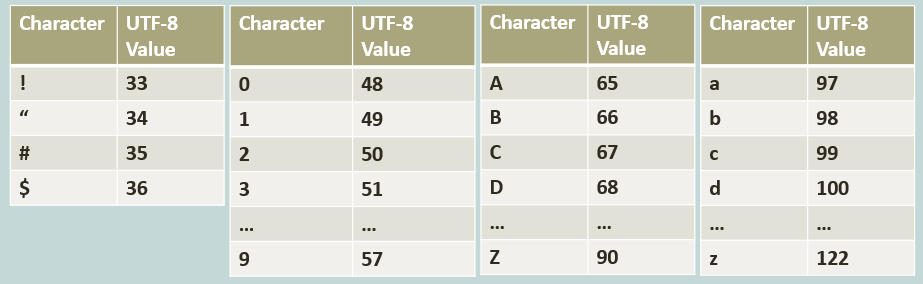 Character UTF-8 Value
! 33
“ 34
# 35
$ 36
Character UTF-8 Value
0 48
1 49
2 50
3 51
... ...
9 57
Character UTF-8 Value
A 65
B 66
C 67
D 68
... ...
Z 90
Character UTF-8 Value
a 97
b 98
c 99
d 100
... ...
z 122